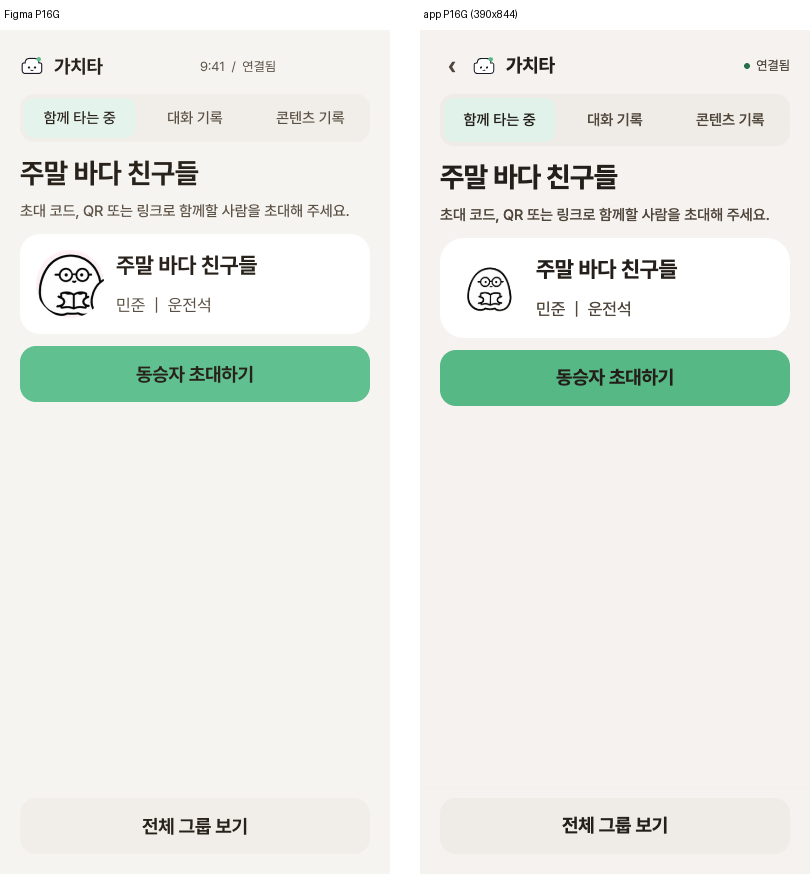 Figma P16G
가치타
9:41 / 연결됨
함께 타는 중
대화 기록
콘텐츠 기록
주말 바다 친구들
초대 코드, QR 또는 링크로 함께할 사람을 초대해 주세요.
주말 바다 친구들
민준 | 운전석
동승자 초대하기
전체 그룹 보기
app P16G (390x844)
‹ 가치타
연결됨
함께 타는 중
대화 기록
콘텐츠 기록
주말 바다 친구들
초대 코드, QR 또는 링크로 함께할 사람을 초대해 주세요.
주말 바다 친구들
민준 | 운전석
동승자 초대하기
전체 그룹 보기